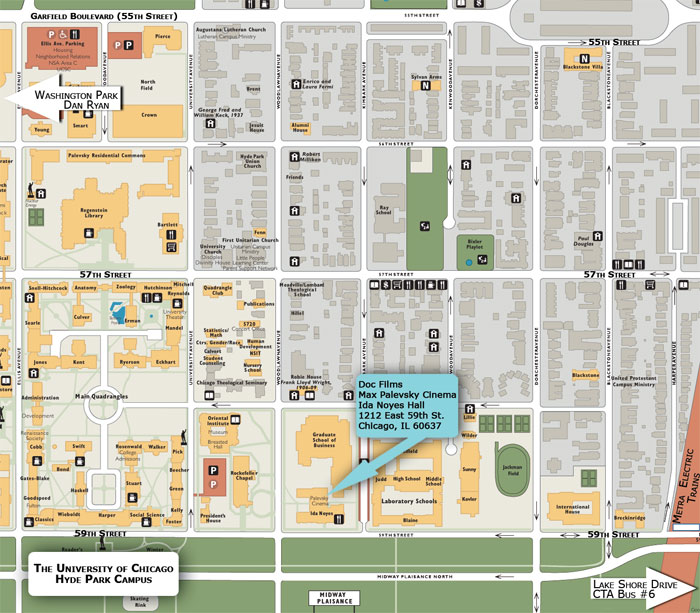 GARFIELD BOULEVARD (55TH STREET)
55TH STREET
55TH STREET
Ellis Ave. Parking
Housing
Neighborhood Relations
NSA Area C
Pierce
Augustana Lutheran Church
Lutheran Campus Ministry
North
Field
Crown
Brent
George Fred and
William Keck, 1937
Jesuit
House
Enrico and
Laura Fermi
Alumni
House
Sylvan Arms
N
N
Blackstone Villa
WASHINGTON PARK
DAN RYAN
Young
Smart
56TH STREET
Palevsky Residential Commons
Regenstein
Library
Bartlett
Hyde Park
Union
Church
Robert
Millikan
Friends
Fenn
First Unitarian Church
Unitarian Campus
Ministry
University
Church
Disciples
Little People
Parent Support Network
Ray
School
Bixler
Playlot
Paul
Douglas
57TH STREET
57TH STREET
57TH STREET
Snell-Hitchcock
Anatomy
Zoology
Hutchinson
Mitchell
Reynolds
University
Theater
Mandel
Searle
Culver
Erman
Jones
Kent
Ryerson
Eckhart
Quadrangle
Club
Publications
5720
Statistics/
Math
Ctrs. Gender/Race
Calvert
Student
Counseling
Human
Development
NSIT
Nursery
School
Chicago Theological Seminary
Meadville/Lombard
Theological
School
Hillel
Robie House
Frank Lloyd Wright,
1908-09
Blackstone
United Protestant
Campus Ministry
Doc Films
Max Palevsky Cinema
Ida Noyes Hall
1212 East 59th St.
Chicago, IL 60637
Administration
Development
Main Quadrangles
Renaissance
Society
Cobb
Swift
Rosenwald
College
Admissions
Walker
Pick
Gates-Blake
Bond
Beecher
Goodspeed
Haskell
Stuart
Green
Kelly
Foster
Classics
Wieboldt
Harper
Social Science
Oriental
Institute
Museum
Breasted
Hall
Rockefeller
Chapel
President's
House
Graduate
School of
Business
Palevsky
Cinema
Ida Noyes
Lillie
Wilder
Judd
High School
Middle
School
Sunny
Laboratory Schools
Kovler
Blaine
Jackman
Field
International
House
Breckinridge
59TH STREET
59TH STREET
59TH STREET
ELLIS AVENUE
UNIVERSITY AVENUE
WOODLAWN AVENUE
KIMBARK AVENUE
KENWOOD AVENUE
DORCHESTER AVENUE
BLACKSTONE AVENUE
HARPER AVENUE
METRA ELECTRIC
TRAINS
THE UNIVERSITY OF CHICAGO
HYDE PARK CAMPUS
Skating
Rink
MIDWAY PLAISANCE NORTH
MIDWAY
PLAISANCE
LAKE SHORE DRIVE
CTA BUS #6